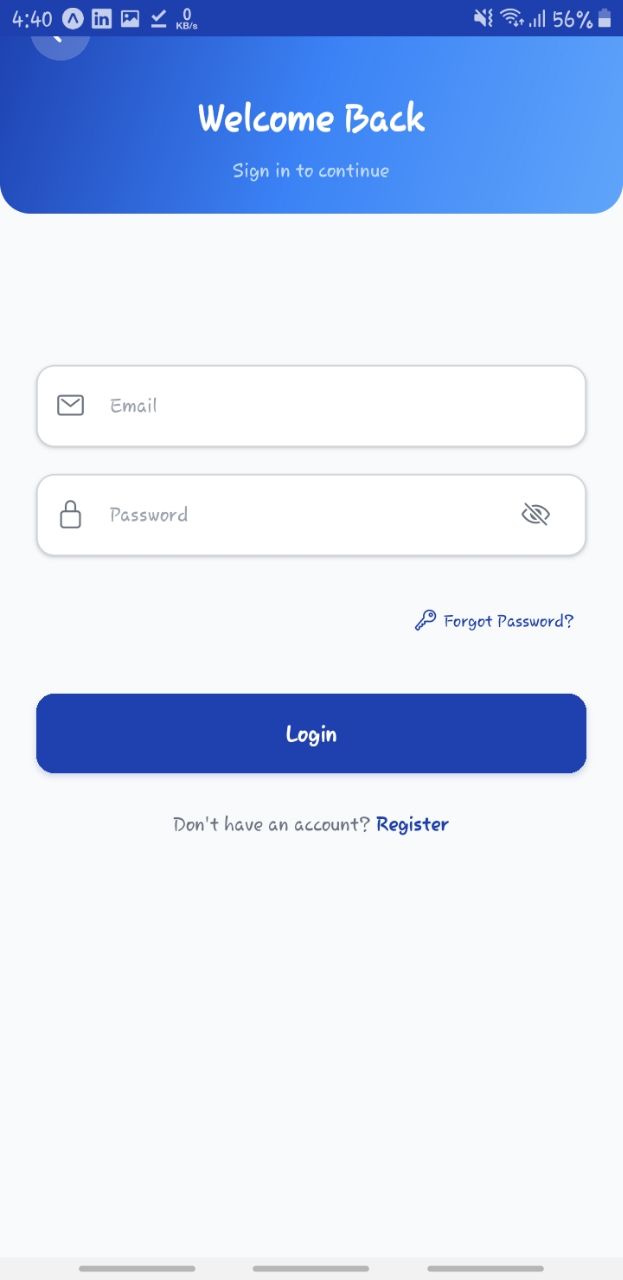 4:40 in 0 KB/s 56%
Welcome Back
Sign in to continue
Email
Password
Forgot Password?
Login
Don't have an account? Register